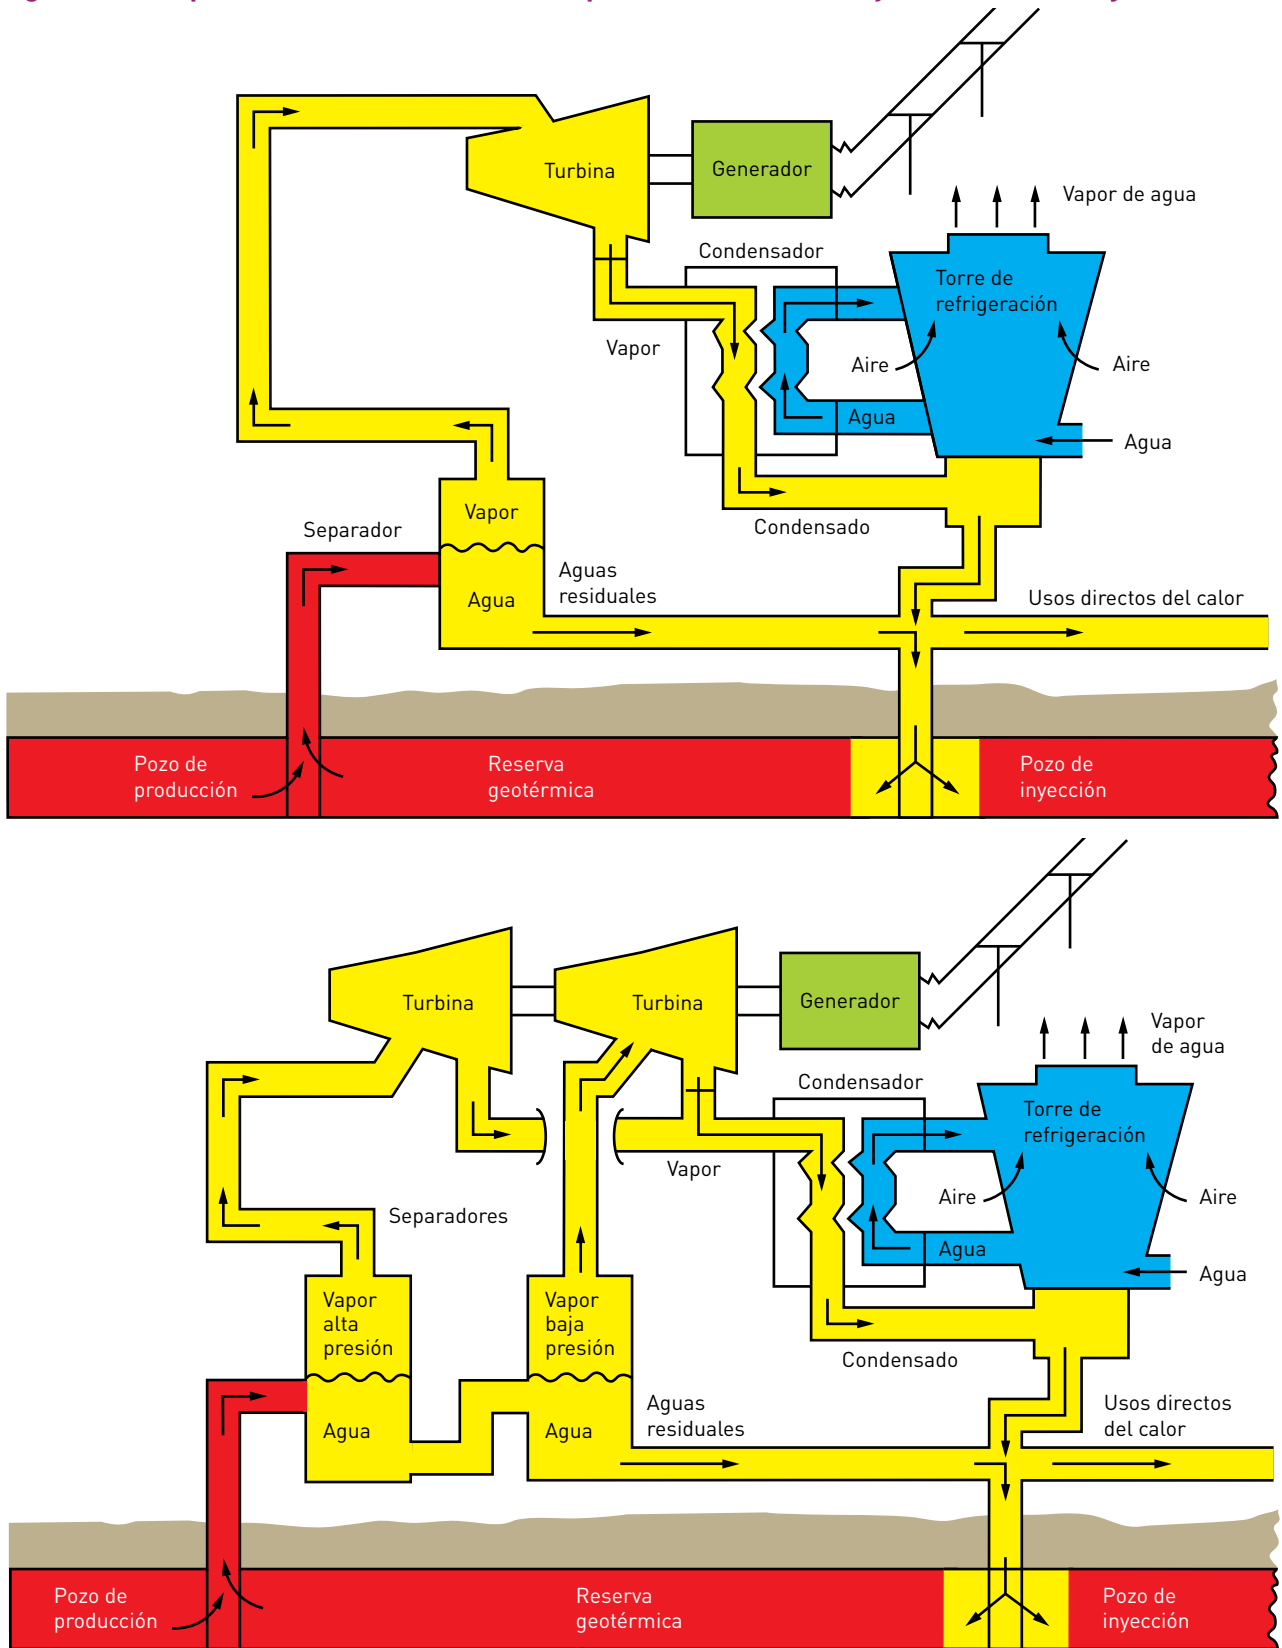 Turbina
Generador
Vapor de agua
Condensador
Torre de
refrigeración
Vapor
Aire
Aire
Agua
Agua
Vapor
Separador
Condensado
Aguas
residuales
Agua
Usos directos del calor
Pozo de
producción
Reserva
geotérmica
Pozo de
inyección
Turbina
Turbina
Generador
Vapor
de agua
Condensador
Torre de
refrigeración
Vapor
Aire
Aire
Separadores
Agua
Agua
Vapor
alta
presión
Vapor
baja
presión
Condensado
Agua
Agua
Aguas
residuales
Usos directos
del calor
Pozo de
producción
Reserva
geotérmica
Pozo de
inyección